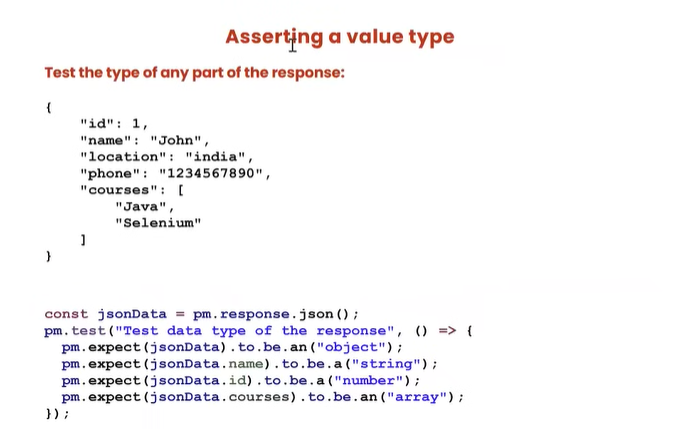 Asserting a value type
Test the type of any part of the response:
{
    "id": 1,
    "name": "John",
    "location": "india",
    "phone": "1234567890",
    "courses": [
        "Java",
        "Selenium"
    ]
}
const jsonData = pm.response.json();
pm.test("Test data type of the response", () => {
  pm.expect(jsonData).to.be.an("object");
  pm.expect(jsonData.name).to.be.a("string");
  pm.expect(jsonData.id).to.be.a("number");
  pm.expect(jsonData.courses).to.be.an("array");
});